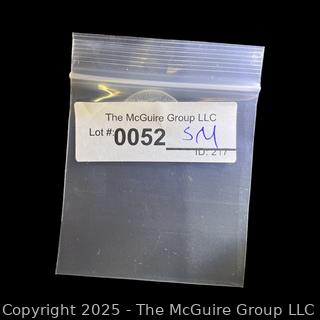 The McGuire Group LLC
Lot #: 0052 SM
ID: 217
Copyright 2025 - The McGuire Group LLC